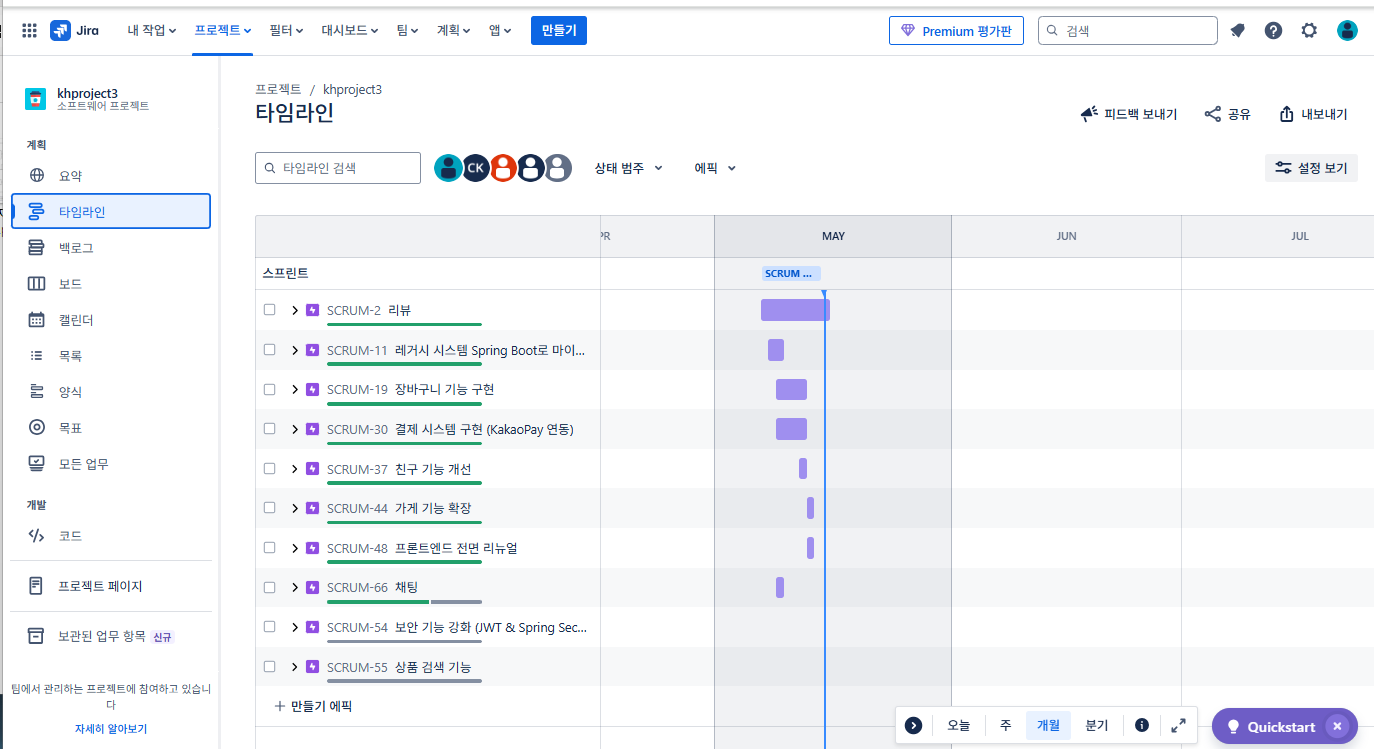 Jira
내 작업
프로젝트
필터
대시보드
팀
계획
앱
만들기
Premium 평가판
검색
khproject3
소프트웨어 프로젝트
계획
요약
타임라인
백로그
보드
캘린더
목록
양식
목표
모든 업무
개발
코드
프로젝트 페이지
보관된 업무 항목 신규
팀에서 관리하는 프로젝트에 참여하고 있습니
다
자세히 알아보기
프로젝트 / khproject3
타임라인
피드백 보내기
공유
내보내기
타임라인 검색
CK
상태 범주
에픽
설정 보기
PR
MAY
JUN
JUL
스프린트
SCRUM ...
SCRUM-2 리뷰
SCRUM-11 레거시 시스템 Spring Boot로 마이...
SCRUM-19 장바구니 기능 구현
SCRUM-30 결제 시스템 구현 (KakaoPay 연동)
SCRUM-37 친구 기능 개선
SCRUM-44 가게 기능 확장
SCRUM-48 프론트엔드 전면 리뉴얼
SCRUM-66 채팅
SCRUM-54 보안 기능 강화 (JWT & Spring Sec...
SCRUM-55 상품 검색 기능
만들기 에픽
오늘
주
개월
분기
Quickstart